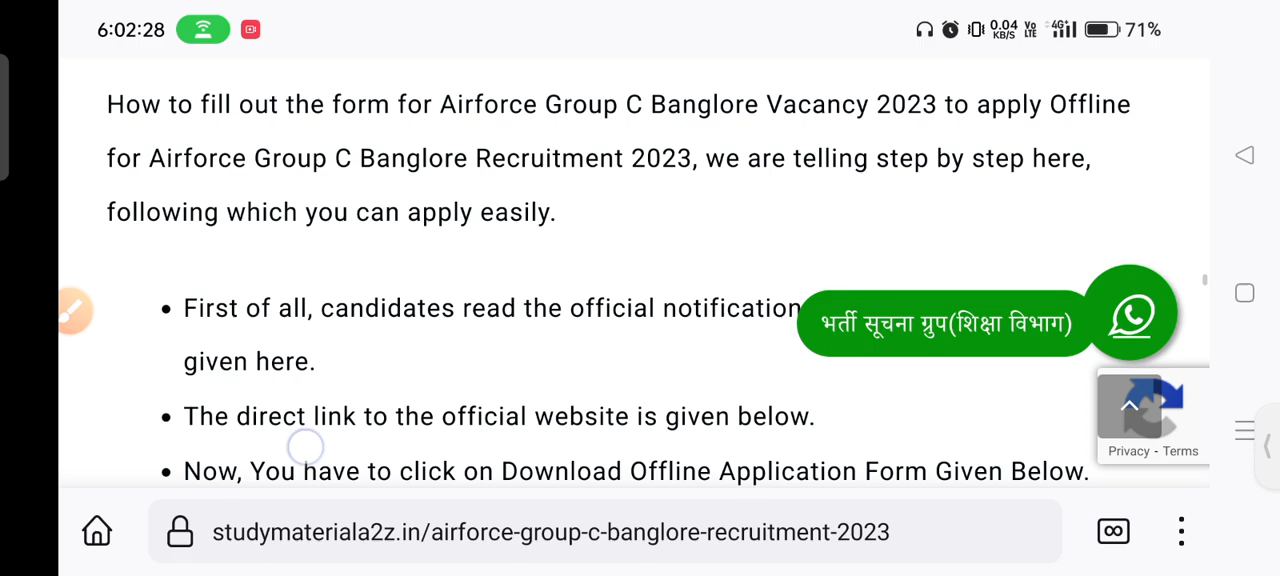 6:02:28
0.04 KB/S
Vo LTE
4G+
71%
How to fill out the form for Airforce Group C Banglore Vacancy 2023 to apply Offline
for Airforce Group C Banglore Recruitment 2023, we are telling step by step here,
following which you can apply easily.
• First of all, candidates read the official notification
भर्ती सूचना ग्रुप(शिक्षा विभाग)
given here.
• The direct link to the official website is given below.
• Now, You have to click on Download Offline Application Form Given Below.
Privacy - Terms
studymateriala2z.in/airforce-group-c-banglore-recruitment-2023